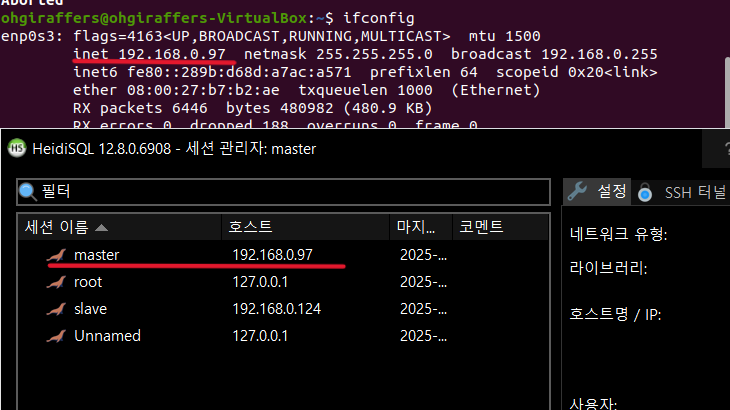 Aborted
ohgiraffers@ohgiraffers-VirtualBox:~$ ifconfig
enp0s3: flags=4163<UP,BROADCAST,RUNNING,MULTICAST>  mtu 1500
inet 192.168.0.97  netmask 255.255.255.0  broadcast 192.168.0.255
inet6 fe80::289b:d68d:a7ac:a571  prefixlen 64  scopeid 0x20<link>
ether 08:00:27:b7:b2:ae  txqueuelen 1000  (Ethernet)
RX packets 6446  bytes 480982 (480.9 KB)
RX errors 0  dropped 188  overruns 0  frame 0
HS HeidiSQL 12.8.0.6908 - 세션 관리자: master ?
필터
설정 SSH 터널
세션 이름 호스트 마지... 코멘트
네트워크 유형:
master 192.168.0.97 2025-...
라이브러리:
root 127.0.0.1 2025-...
slave 192.168.0.124 2025-...
호스트명 / IP:
Unnamed 127.0.0.1 2025-...
사용자: